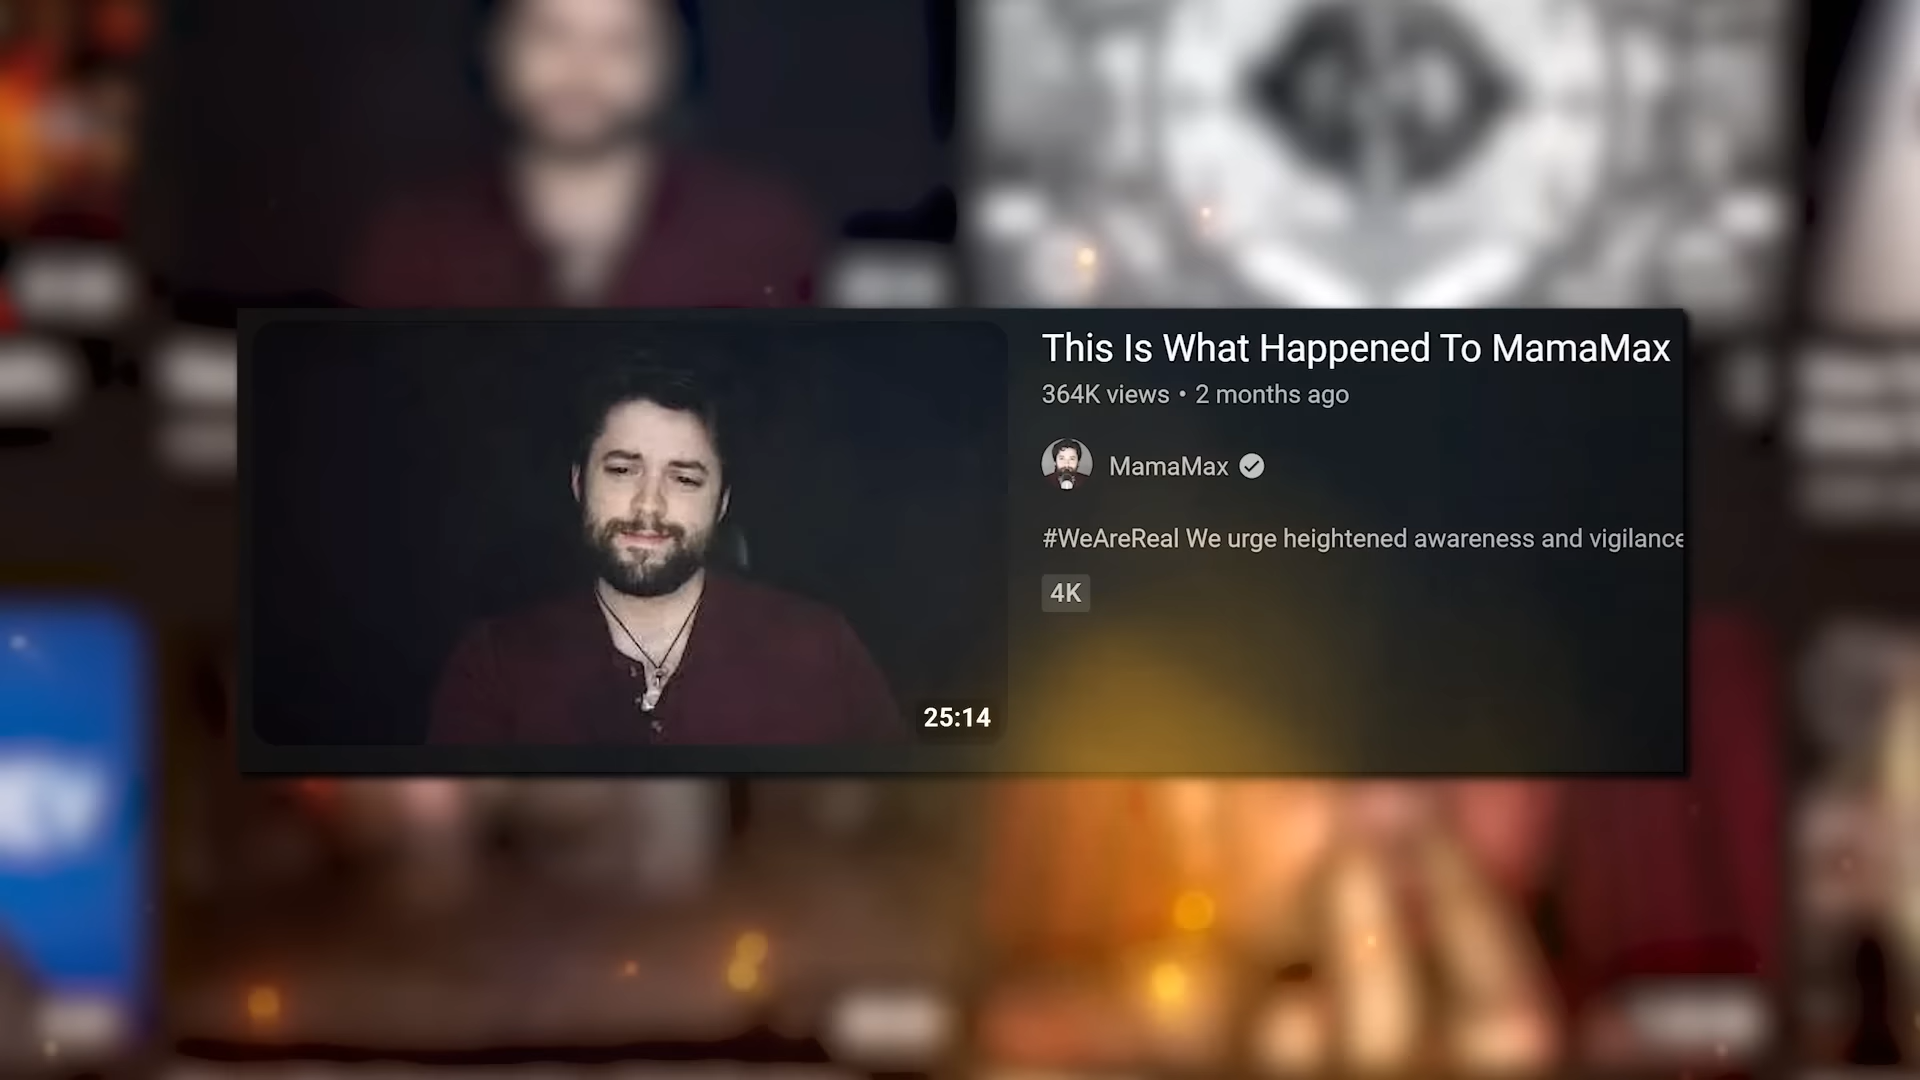 This Is What Happened To MamaMax
364K views • 2 months ago
MamaMax
#WeAreReal We urge heightened awareness and vigilance
4K
25:14